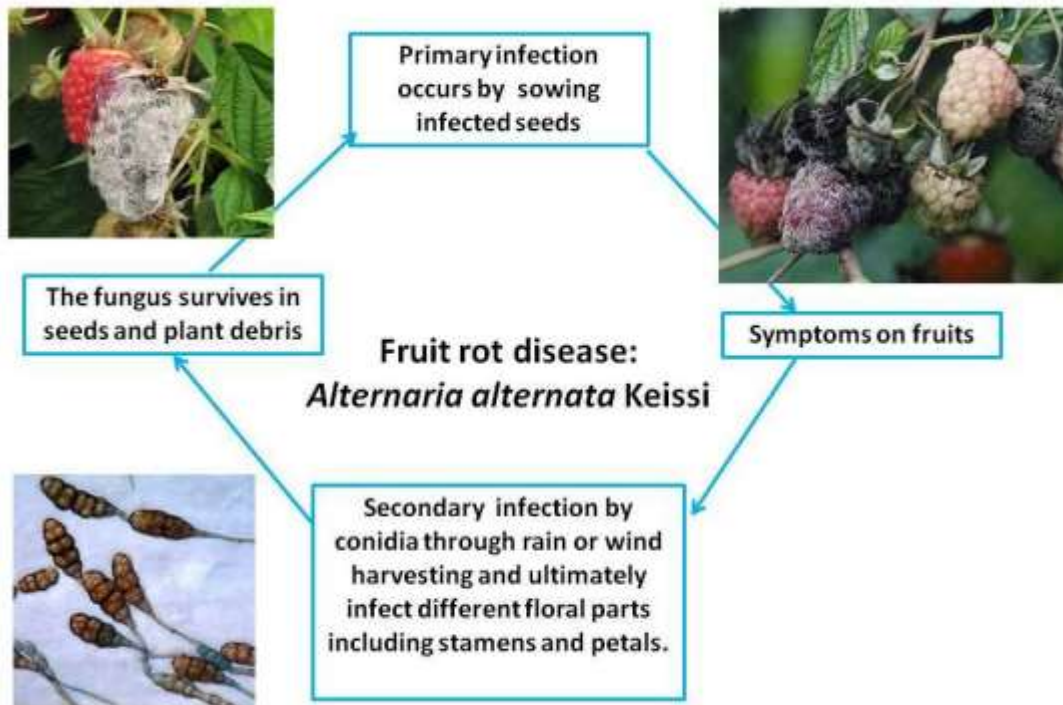 Primary infection
occurs by sowing
infected seeds
The fungus survives in
seeds and plant debris
Symptoms on fruits
Fruit rot disease:
Alternaria alternata Keissi
Secondary infection by
conidia through rain or wind
harvesting and ultimately
infect different floral parts
including stamens and petals.